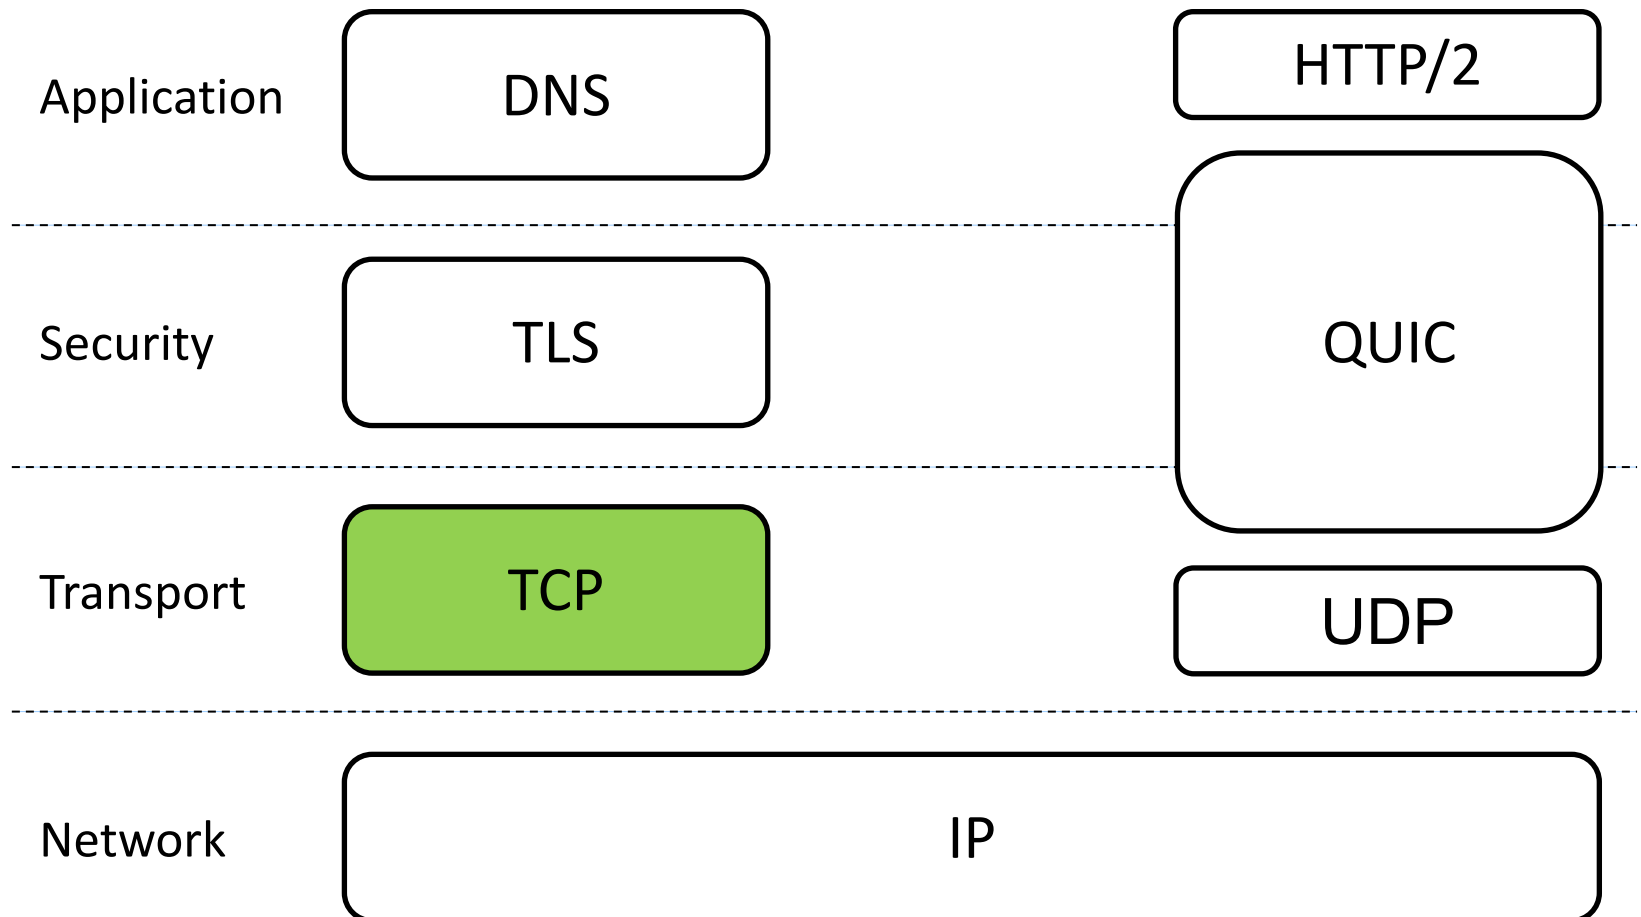 Application
DNS
HTTP/2
Security
TLS
QUIC
Transport
TCP
UDP
Network
IP